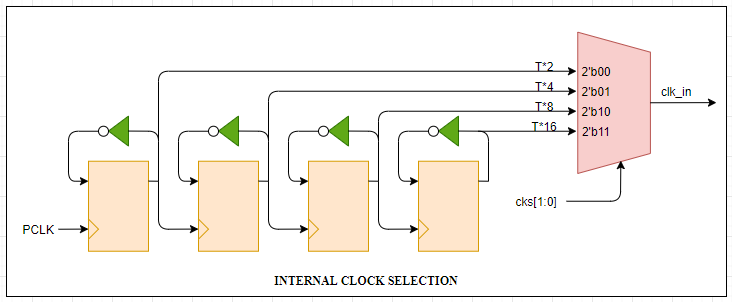 T*2
2'b00
T*4
2'b01
clk_in
T*8
2'b10
T*16
2'b11
cks[1:0]
PCLK
INTERNAL CLOCK SELECTION